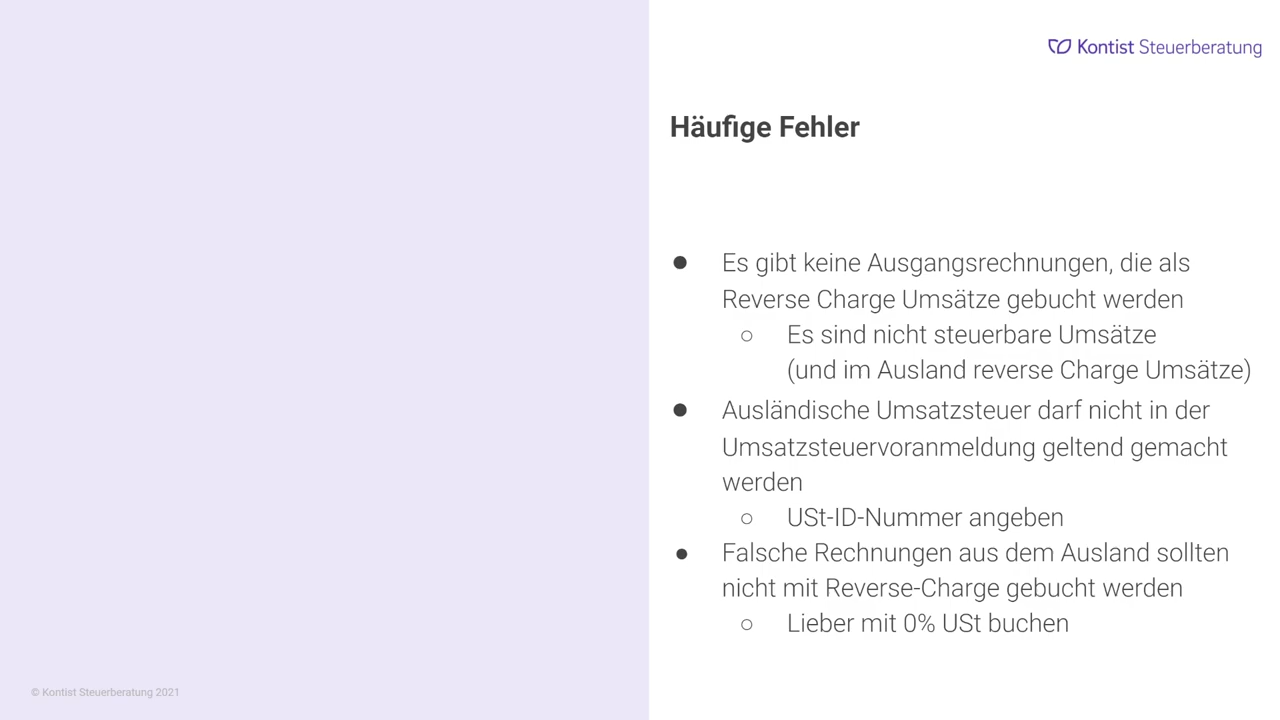 Kontist Steuerberatung
Häufige Fehler
● Es gibt keine Ausgangsrechnungen, die als
Reverse Charge Umsätze gebucht werden
○ Es sind nicht steuerbare Umsätze
(und im Ausland reverse Charge Umsätze)
● Ausländische Umsatzsteuer darf nicht in der
Umsatzsteuervoranmeldung geltend gemacht
werden
○ USt-ID-Nummer angeben
● Falsche Rechnungen aus dem Ausland sollten
nicht mit Reverse-Charge gebucht werden
○ Lieber mit 0% USt buchen
© Kontist Steuerberatung 2021